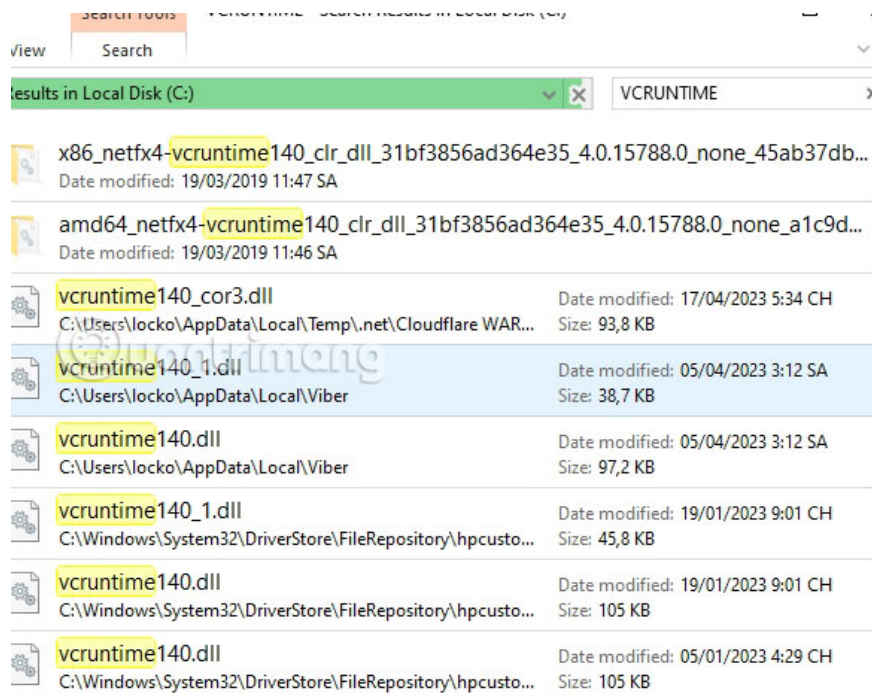 Search Tools
VCRUNTIME - Search Results in Local Disk (C:)
View
Search
Results in Local Disk (C:)
VCRUNTIME
x86_netfx4-vcruntime140_clr_dll_31bf3856ad364e35_4.0.15788.0_none_45ab37db...
Date modified: 19/03/2019 11:47 SA
amd64_netfx4-vcruntime140_clr_dll_31bf3856ad364e35_4.0.15788.0_none_a1c9d...
Date modified: 19/03/2019 11:46 SA
vcruntime140_cor3.dll
Date modified: 17/04/2023 5:34 CH
C:\Users\locko\AppData\Local\Temp\.net\Cloudflare WAR...
Size: 93,8 KB
Quantrimang
vcruntime140_1.dll
Date modified: 05/04/2023 3:12 SA
C:\Users\locko\AppData\Local\Viber
Size: 38,7 KB
vcruntime140.dll
Date modified: 05/04/2023 3:12 SA
C:\Users\locko\AppData\Local\Viber
Size: 97,2 KB
vcruntime140_1.dll
Date modified: 19/01/2023 9:01 CH
C:\Windows\System32\DriverStore\FileRepository\hpcusto...
Size: 45,8 KB
vcruntime140.dll
Date modified: 19/01/2023 9:01 CH
C:\Windows\System32\DriverStore\FileRepository\hpcusto...
Size: 105 KB
vcruntime140.dll
Date modified: 05/01/2023 4:29 CH
C:\Windows\System32\DriverStore\FileRepository\hpcusto...
Size: 105 KB